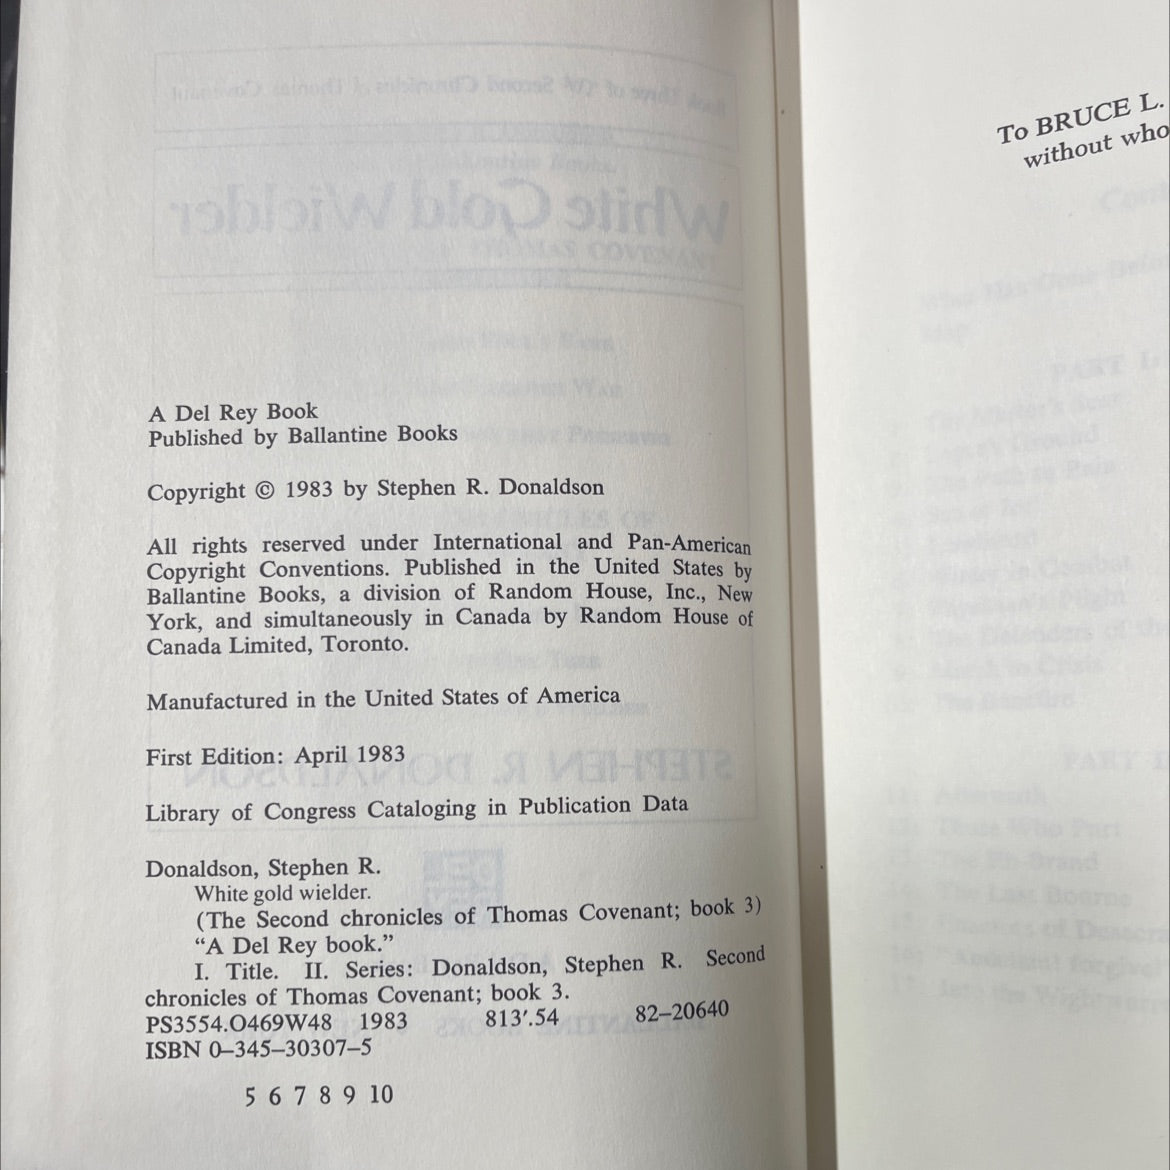 A Del Rey Book
Published by Ballantine Books
Copyright © 1983 by Stephen R. Donaldson
All rights reserved under International and Pan-American
Copyright Conventions. Published in the United States by
Ballantine Books, a division of Random House, Inc., New
York, and simultaneously in Canada by Random House of
Canada Limited, Toronto.
Manufactured in the United States of America
First Edition: April 1983
Library of Congress Cataloging in Publication Data
Donaldson, Stephen R.
White gold wielder.
(The Second chronicles of Thomas Covenant; book 3)
“A Del Rey book.”
I. Title. II. Series: Donaldson, Stephen R. Second
chronicles of Thomas Covenant; book 3.
PS3554.O469W48 1983 813′.54 82–20640
ISBN 0–345–30307–5
5 6 7 8 9 10
To BRUCE L.
without who